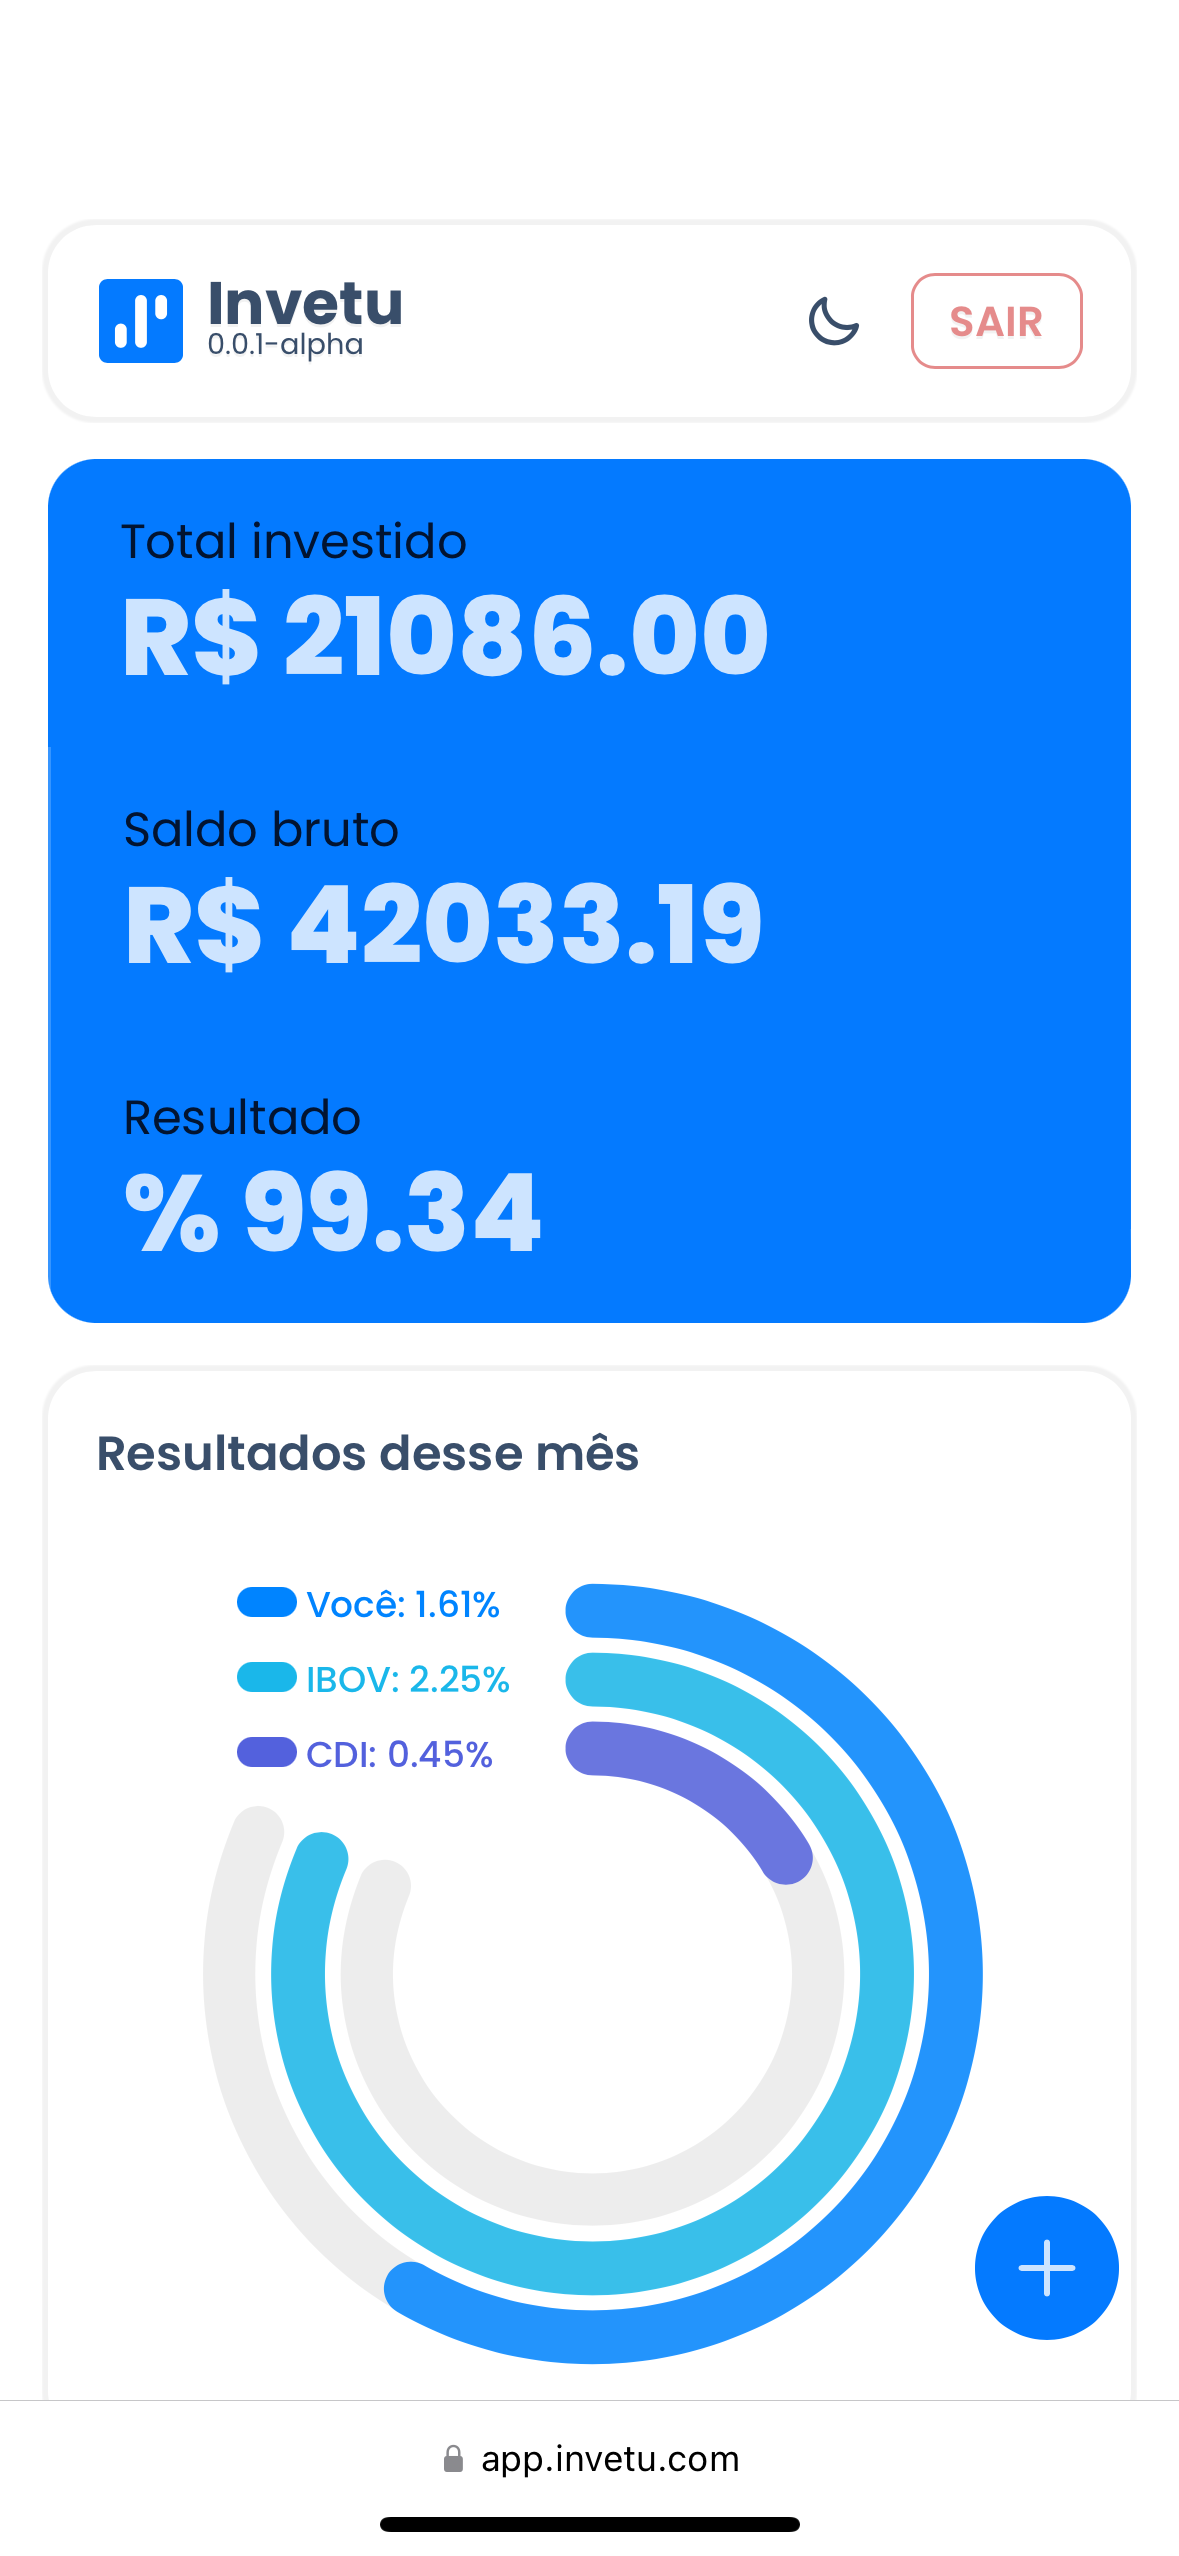 Invetu
0.0.1-alpha
SAIR
Total investido
R$ 21086.00
Saldo bruto
R$ 42033.19
Resultado
% 99.34
Resultados desse mês
Você: 1.61%
IBOV: 2.25%
CDI: 0.45%
app.invetu.com